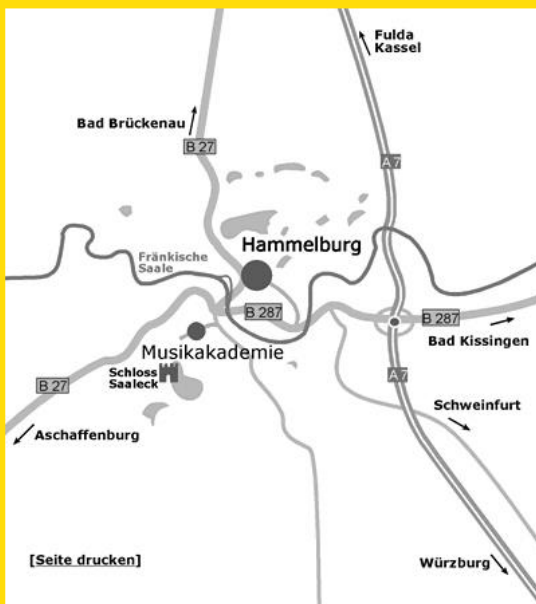 Fulda
Kassel
Bad Brückenau
B 27
A 7
Hammelburg
Fränkische
Saale
B 287
B 287
Bad Kissingen
Musikakademie
Schloss
Saaleck
B 27
A 7
Schweinfurt
Aschaffenburg
[Seite drucken]
Würzburg